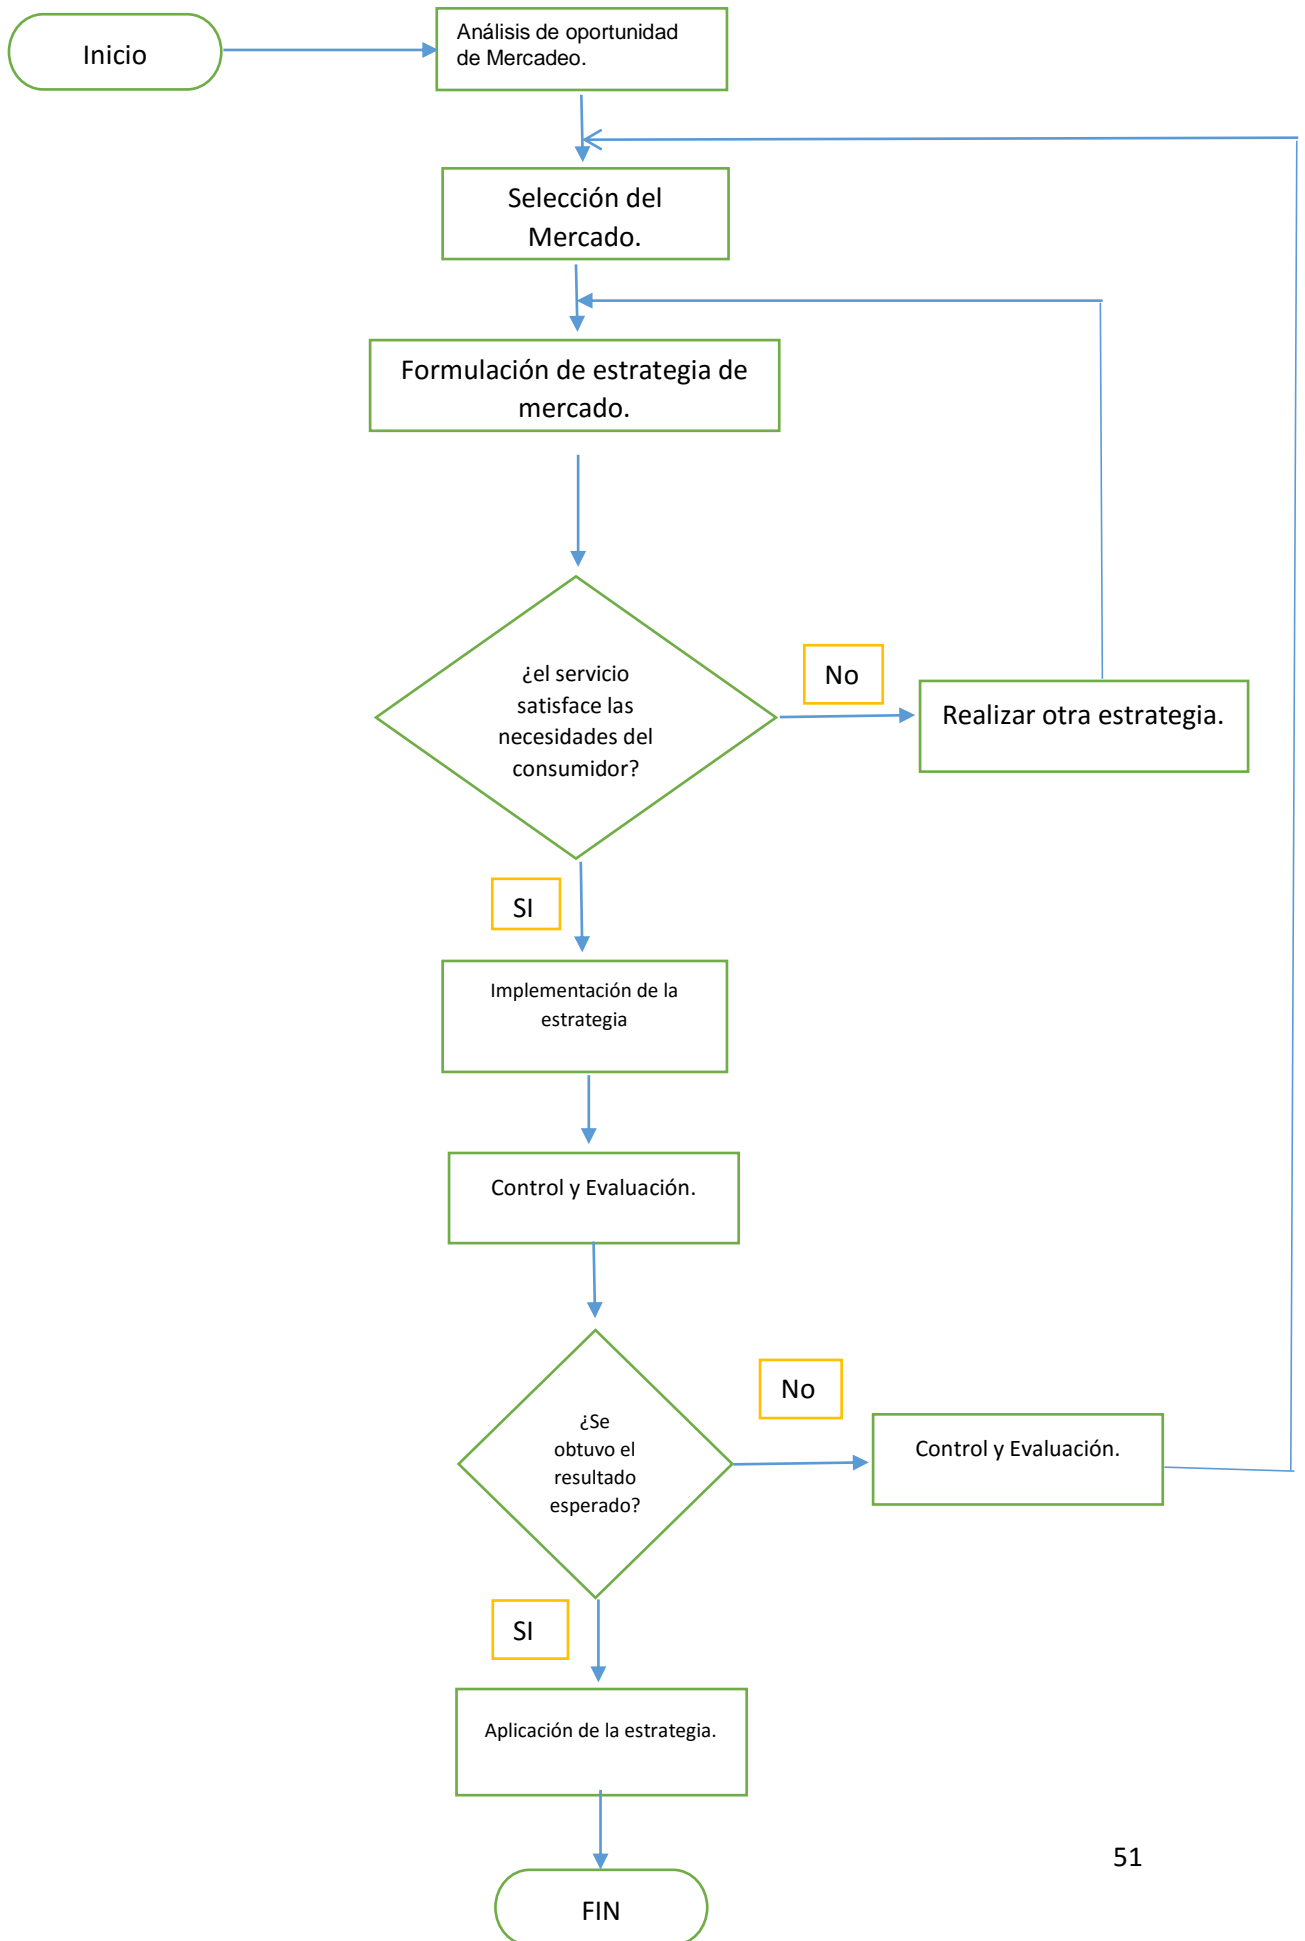 Inicio
Análisis de oportunidad
de Mercadeo.
Selección del
Mercado.
Formulación de estrategia de
mercado.
¿el servicio
satisface las
necesidades del
consumidor?
No
Realizar otra estrategia.
SI
Implementación de la
estrategia
Control y Evaluación.
¿Se
obtuvo el
resultado
esperado?
No
Control y Evaluación.
SI
Aplicación de la estrategia.
51
FIN